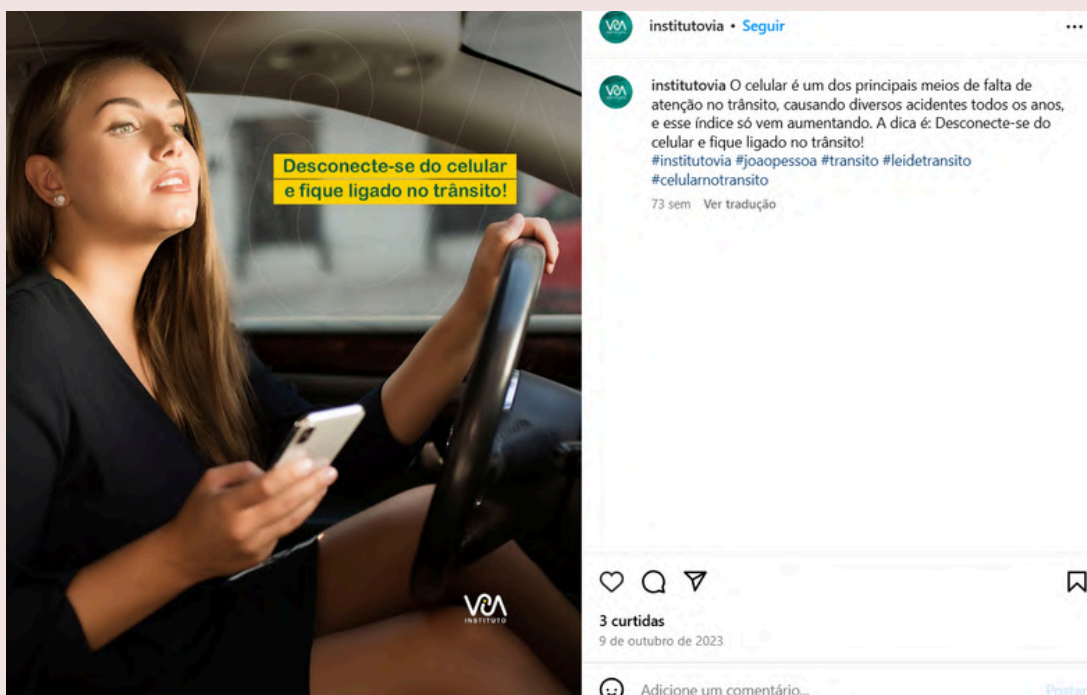 Desconecte-se do celular
e fique ligado no trânsito!
VIA
INSTITUTO
VIA
institutovia • Seguir
VIA
institutovia O celular é um dos principais meios de falta de
atenção no trânsito, causando diversos acidentes todos os anos,
e esse índice só vem aumentando. A dica é: Desconecte-se do
celular e fique ligado no trânsito!
#institutovia #joaopessoa #transito #leidetransito
#celularnotransito
73 sem Ver tradução
3 curtidas
9 de outubro de 2023
Adicione um comentário... Postar